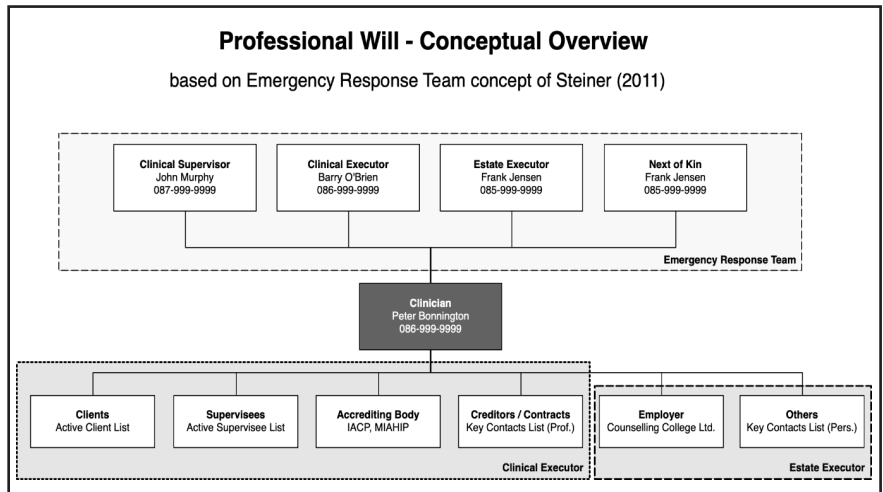 Professional Will - Conceptual Overview
based on Emergency Response Team concept of Steiner (2011)
Clinical Supervisor
John Murphy
087-999-9999
Clinical Executor
Barry O'Brien
086-999-9999
Estate Executor
Frank Jensen
085-999-9999
Next of Kin
Frank Jensen
085-999-9999
Emergency Response Team
Clinician
Peter Bonnington
086-999-9999
Clients
Active Client List
Supervisees
Active Supervisee List
Accrediting Body
IACP, MIAHIP
Creditors / Contracts
Key Contacts List (Prof.)
Employer
Counselling College Ltd.
Others
Key Contacts List (Pers.)
Clinical Executor
Estate Executor